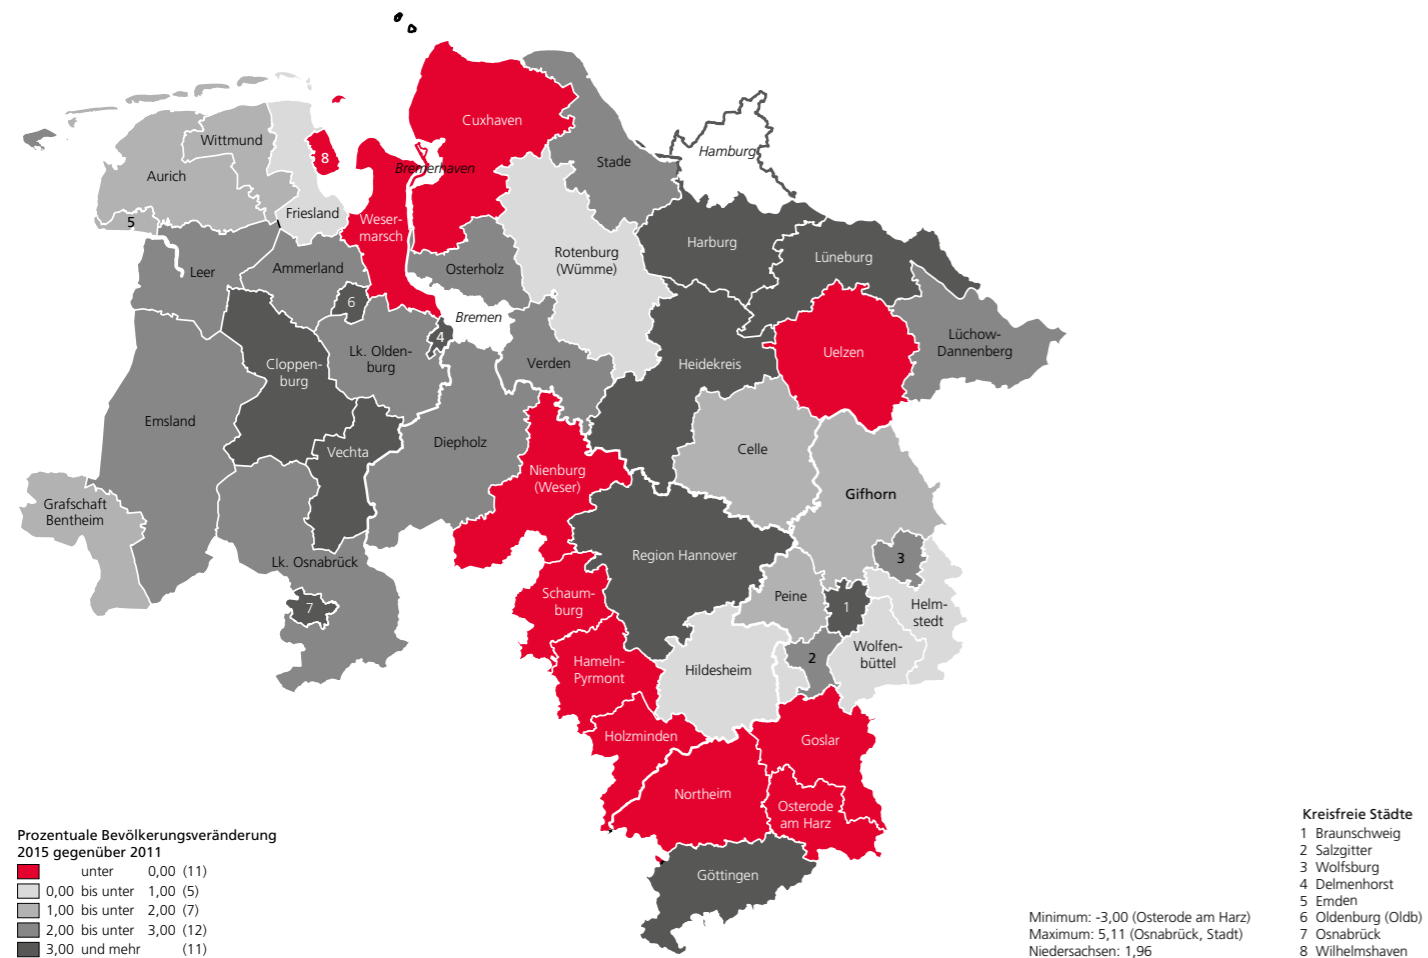 Cuxhaven
Hamburg
Wittmund
8
Stade
Bremerhaven
Aurich
5
Friesland
Weser-
marsch
Harburg
Rotenburg
(Wümme)
Lüneburg
Leer
Ammerland
Osterholz
6
Bremen
4
Lk. Olden-
burg
Verden
Lüchow-
Dannenberg
Uelzen
Cloppen-
burg
Heidekreis
Emsland
Diepholz
Celle
Vechta
Nienburg
(Weser)
Gifhorn
Grafschaft
Bentheim
Region Hannover
3
Lk. Osnabrück
Schaum-
burg
Peine
7
1
Helm-
stedt
Wolfen-
büttel
2
Hameln-
Pyrmont
Hildesheim
Holzminden
Goslar
Northeim
Osterode
am Harz
Göttingen
Prozentuale Bevölkerungsveränderung
2015 gegenüber 2011
unter 0,00 (11)
0,00 bis unter 1,00 (5)
1,00 bis unter 2,00 (7)
2,00 bis unter 3,00 (12)
3,00 und mehr (11)
Minimum: -3,00 (Osterode am Harz)
Maximum: 5,11 (Osnabrück, Stadt)
Niedersachsen: 1,96
Kreisfreie Städte
1 Braunschweig
2 Salzgitter
3 Wolfsburg
4 Delmenhorst
5 Emden
6 Oldenburg (Oldb)
7 Osnabrück
8 Wilhelmshaven